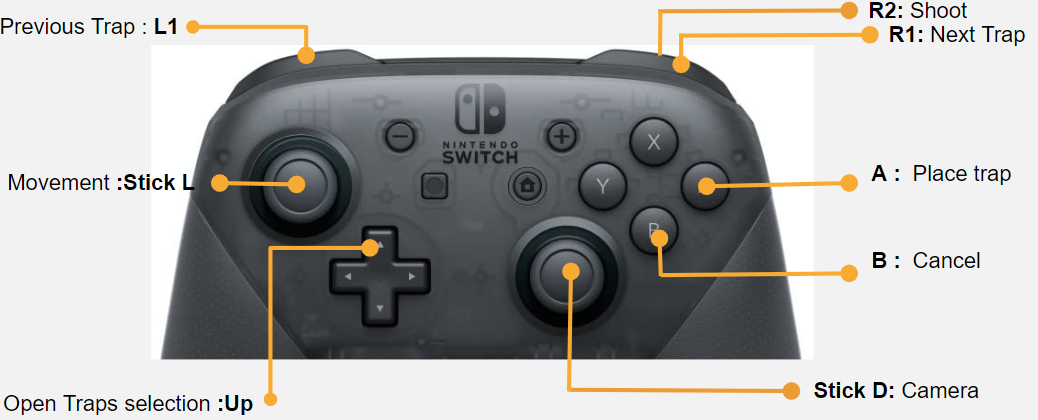 Previous Trap : L1
R2: Shoot
R1: Next Trap
NINTENDO
SWITCH
X
Y
B
Movement :Stick L
A : Place trap
B : Cancel
Stick D: Camera
Open Traps selection :Up